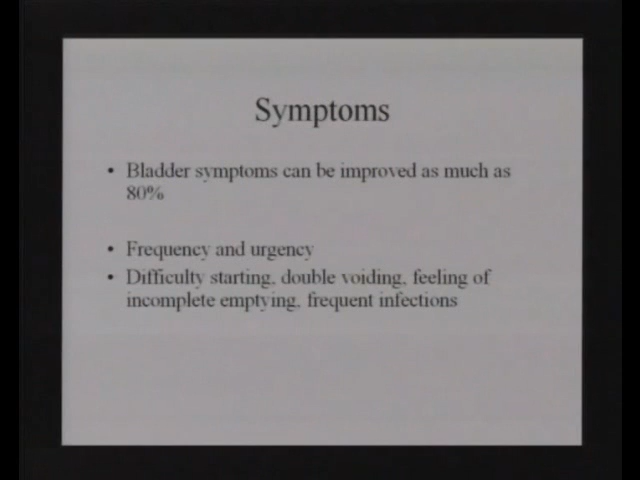 Symptoms
• Bladder symptoms can be improved as much as
80%
• Frequency and urgency
• Difficulty starting, double voiding, feeling of
incomplete emptying, frequent infections